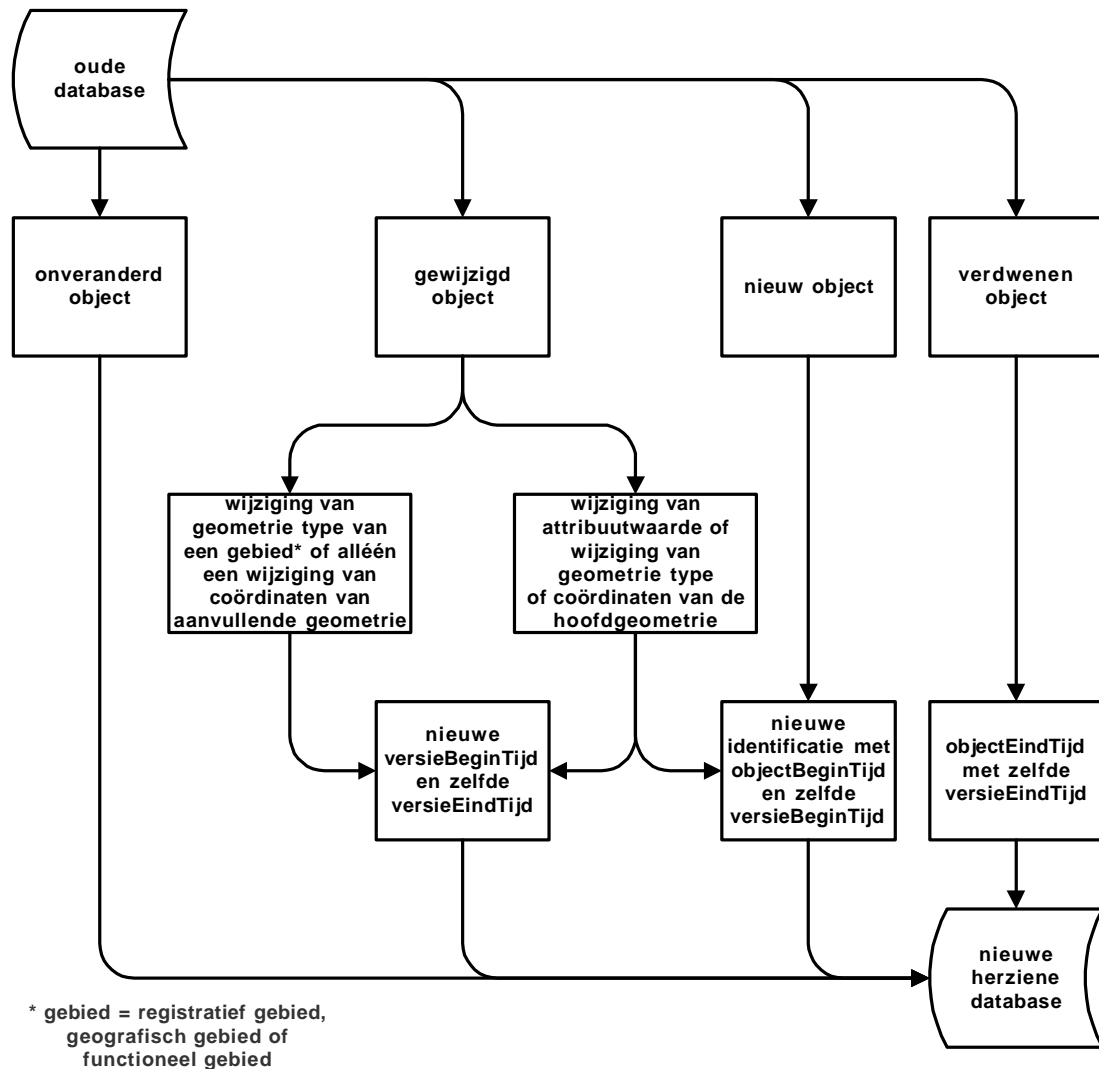 oude
database
onveranderd
object
gewijzigd
object
nieuw object
verdwenen
object
wijziging van
geometrie type van
een gebied* of alléén
een wijziging van
coördinaten van
aanvullende geometrie
wijziging van
attribuutwaarde of
wijziging van
geometrie type
of coördinaten van de
hoofdgeometrie
nieuwe
versieBeginTijd
en zelfde
versieEindTijd
nieuwe
identificatie met
objectBeginTijd
en zelfde
versieBeginTijd
objectEindTijd
met zelfde
versieEindTijd
nieuwe
herziene
database
* gebied = registratief gebied,
geografisch gebied of
functioneel gebied